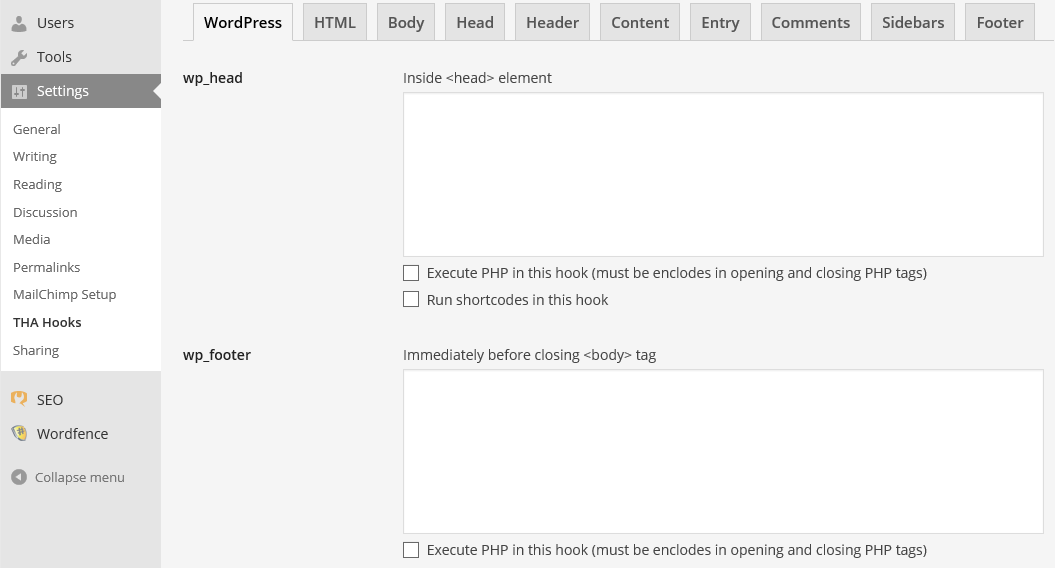 Users
Tools
Settings
General
Writing
Reading
Discussion
Media
Permalinks
MailChimp Setup
THA Hooks
Sharing
SEO
Wordfence
Collapse menu
WordPress HTML Body Head Header Content Entry Comments Sidebars Footer
wp_head Inside <head> element
Execute PHP in this hook (must be enclodes in opening and closing PHP tags)
Run shortcodes in this hook
wp_footer Immediately before closing <body> tag
Execute PHP in this hook (must be enclodes in opening and closing PHP tags)